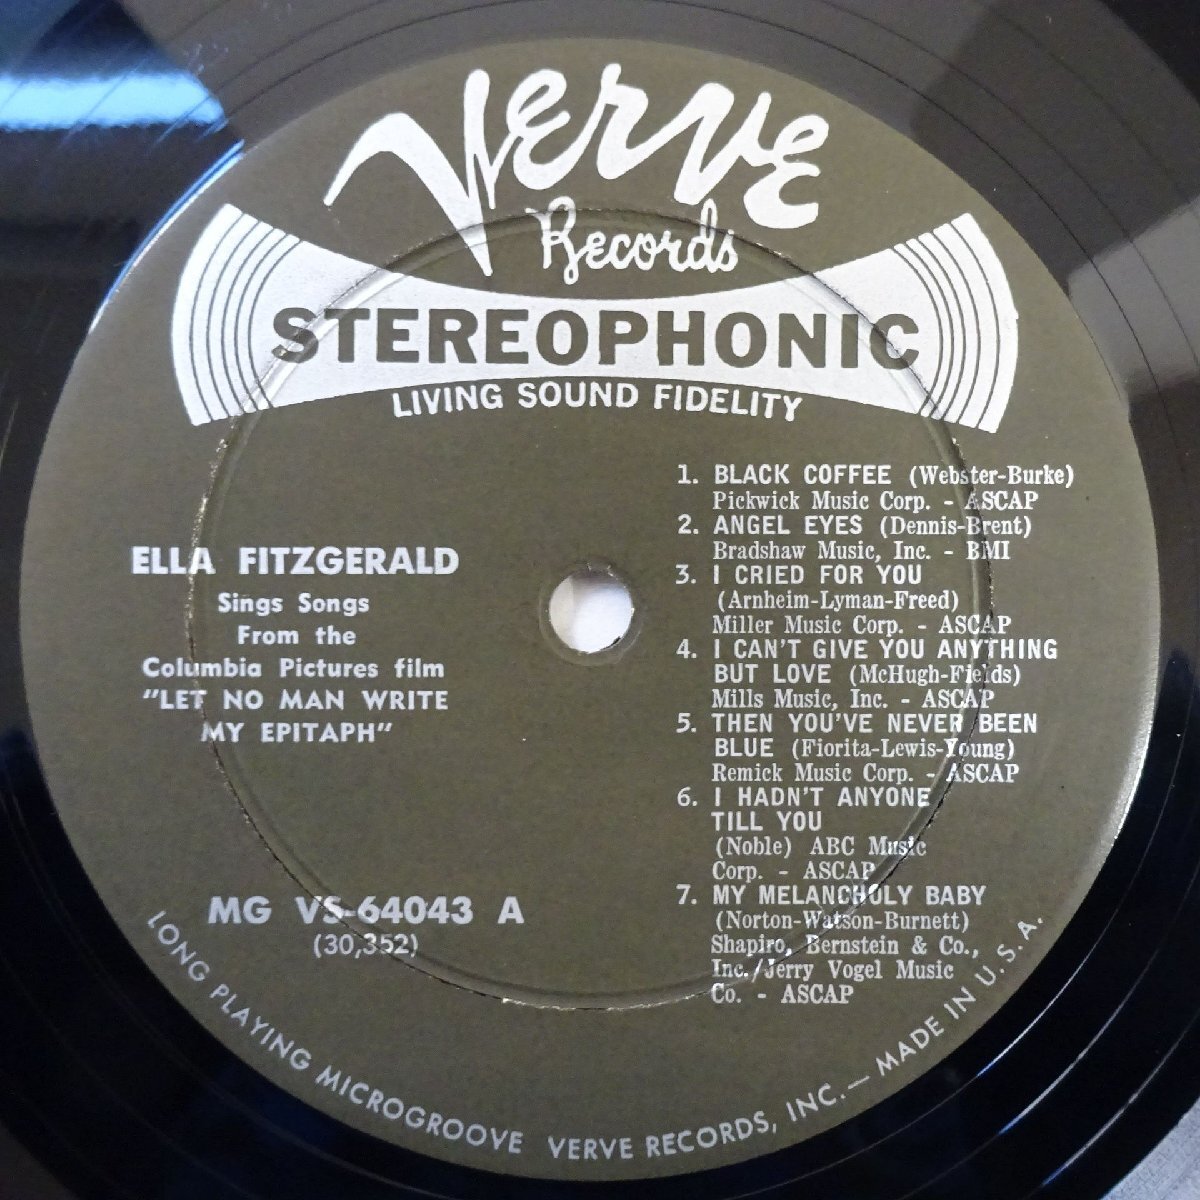 Verve
Records
STEREOPHONIC
LIVING SOUND FIDELITY
ELLA FITZGERALD
Sings Songs
From the
Columbia Pictures film
"LET NO MAN WRITE
MY EPITAPH"
MG VS-64043 A
(30,352)
1. BLACK COFFEE (Webster-Burke)
Pickwick Music Corp. - ASCAP
2. ANGEL EYES (Dennis-Brent)
Bradshaw Music, Inc. - BMI
3. I CRIED FOR YOU
(Arnheim-Lyman-Freed)
Miller Music Corp. - ASCAP
4. I CAN'T GIVE YOU ANYTHING
BUT LOVE (McHugh-Fields)
Mills Music, Inc. - ASCAP
5. THEN YOU'VE NEVER BEEN
BLUE (Fiorita-Lewis-Young)
Remick Music Corp. - ASCAP
6. I HADN'T ANYONE
TILL YOU
(Noble) ABC Music
Corp. - ASCAP
7. MY MELANCHOLY BABY
(Norton-Watson-Burnett)
Shapiro, Bernstein & Co.,
Inc./Jerry Vogel Music
Co. - ASCAP
LONG PLAYING MICROGROOVE VERVE RECORDS, INC.— MADE IN U.S.A.